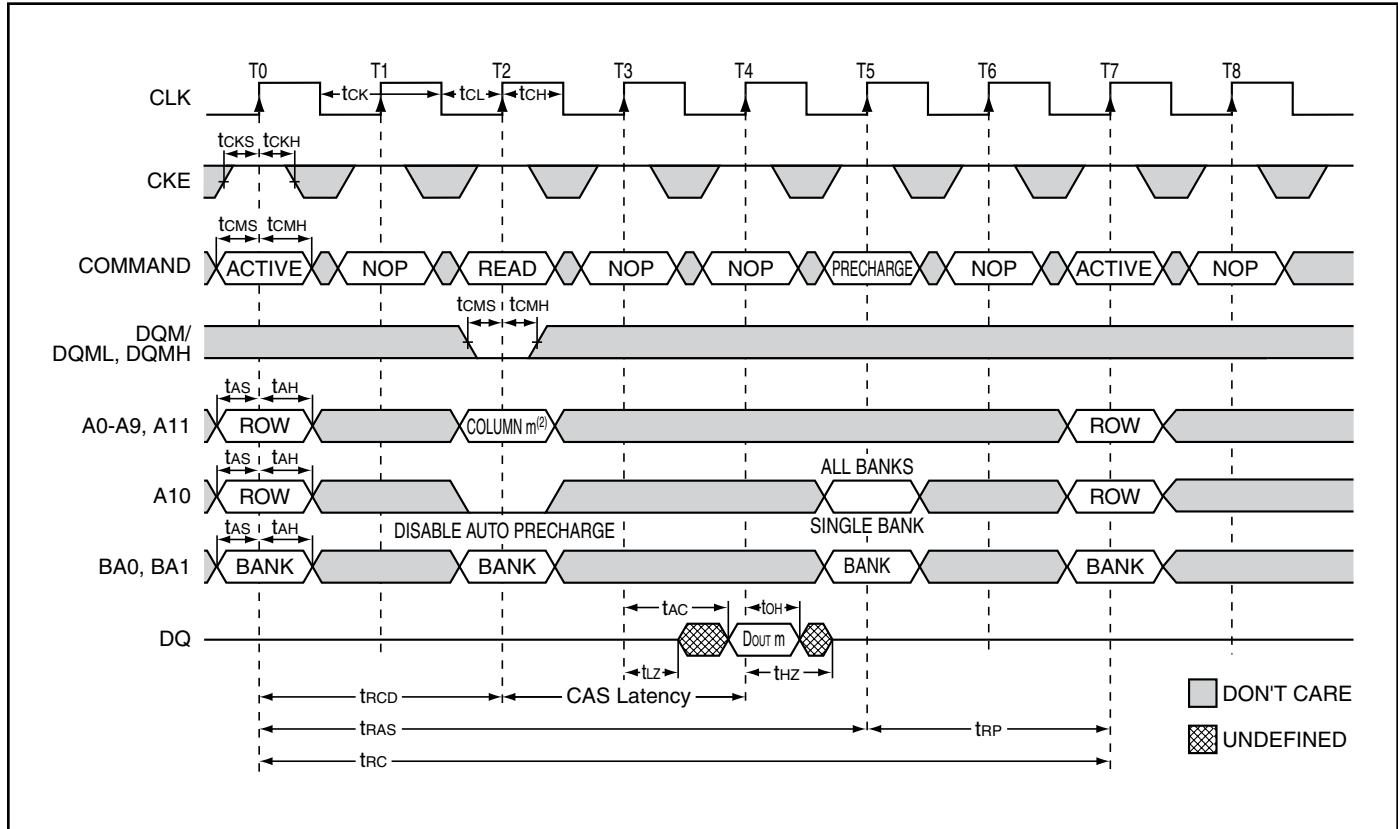 T0 T1 T2 T3 T4 T5 T6 T7 T8
CLK
tCK tCL tCH
tCKS tCKH
CKE
tCMS tCMH
COMMAND ACTIVE NOP READ NOP NOP PRECHARGE NOP ACTIVE NOP
tCMS tCMH
DQM/
DQML, DQMH
tAS tAH
A0-A9, A11 ROW COLUMN m(2) ROW
tAS tAH
ALL BANKS
A10 ROW ROW
DISABLE AUTO PRECHARGE SINGLE BANK
tAS tAH
BA0, BA1 BANK BANK BANK BANK
tAC tOH
DQ DOUT m
tLZ tHZ
tRCD CAS Latency
tRAS tRP
tRC
DON'T CARE
UNDEFINED